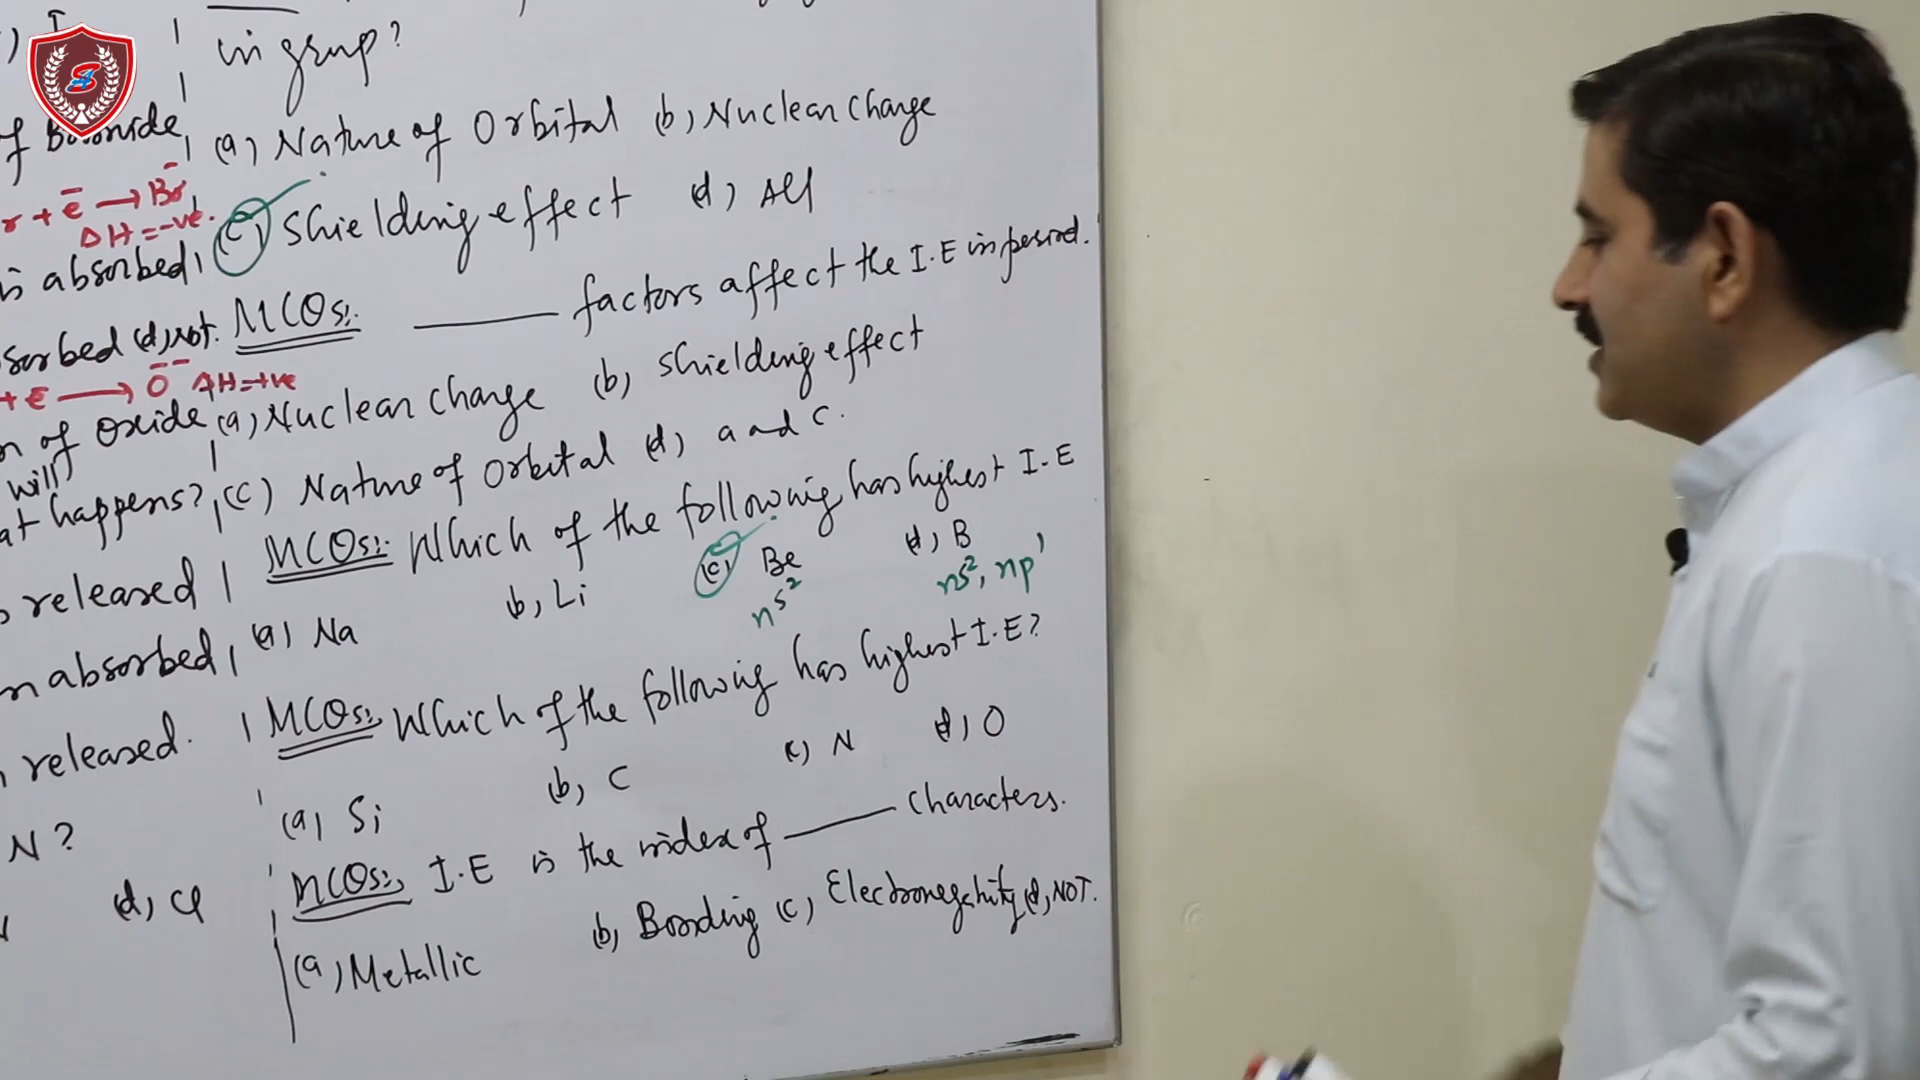 in group?
of
(a) Nature of Orbital (b) Nuclear charge
r + ē → Br⁻
ΔH = -ve.
is absorbed (c) Shielding effect (d) All
MCQs: ______ factors affect the I.E in period.
sorbed (d) NOT.
+ ē → O⁻⁻ ΔH = +ve
n of Oxide (a) Nuclear charge (b) Shielding effect
will
at happens? (c) Nature of Orbital (d) a and c.
MCQs: Which of the following has highest I.E
released
(a) Na (b) Li (c) Be (d) B
ns² ns², np¹
n absorbed
MCQs: Which of the following has highest I.E?
released.
(a) Si (b) C (c) N (d) O
N?
MCQs: I.E is the index of ______ characters.
(d) Cl
(a) Metallic (b) Bonding (c) Electronegativity (d) NOT.